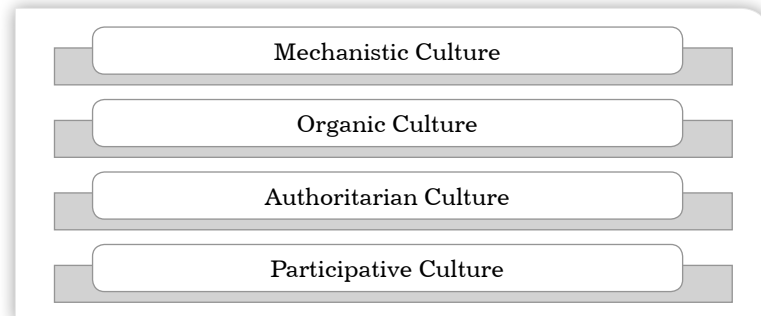 Mechanistic Culture
Organic Culture
Authoritarian Culture
Participative Culture